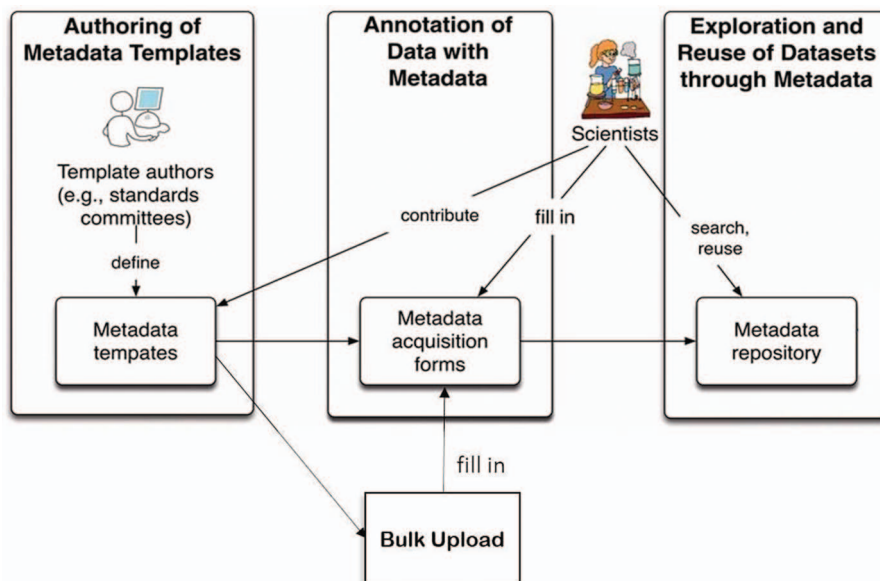 Authoring of
Metadata Templates
Annotation of
Data with
Metadata
Exploration and
Reuse of Datasets
through Metadata
Scientists
Template authors
(e.g., standards
committees)
define
contribute
fill in
search,
reuse
Metadata
tempates
Metadata
acquisition
forms
Metadata
repository
fill in
Bulk Upload